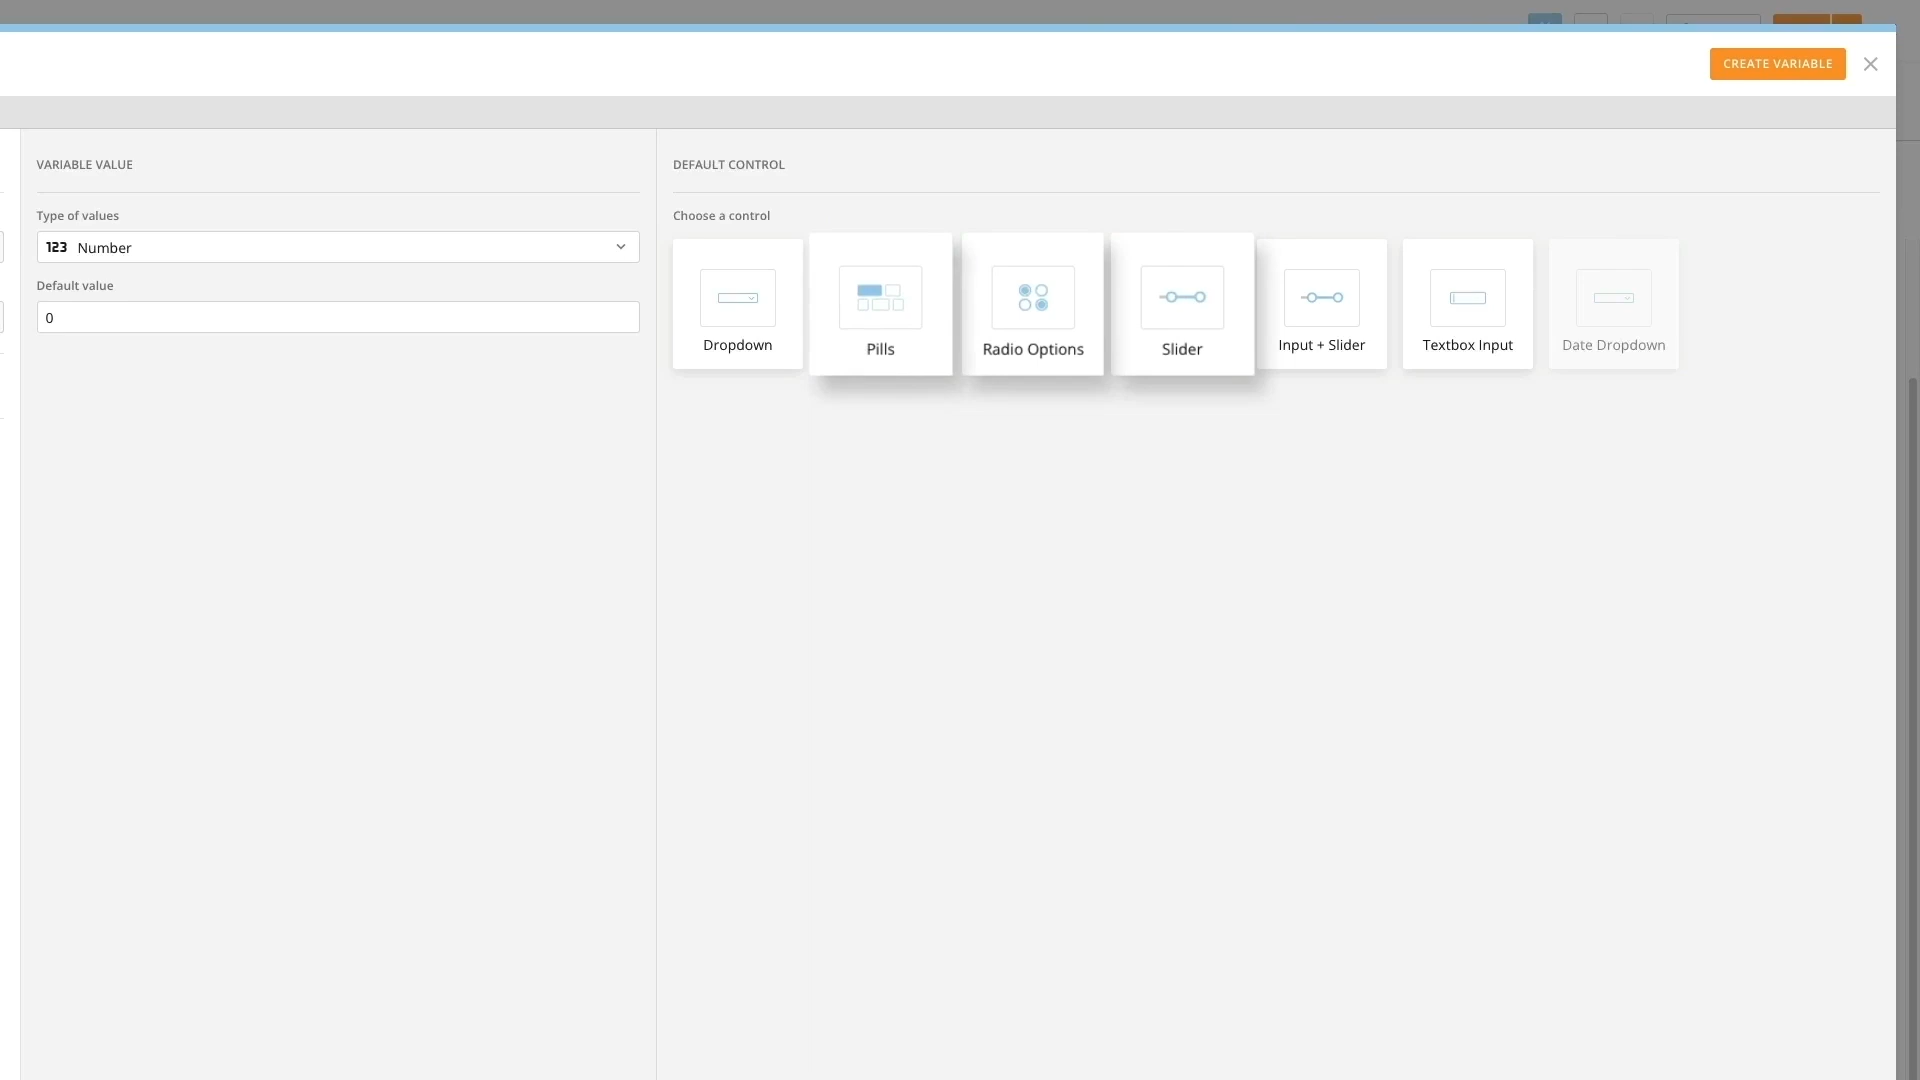 CREATE VARIABLE
VARIABLE VALUE
Type of values
123 Number
Default value
0
DEFAULT CONTROL
Choose a control
Dropdown
Pills
Radio Options
Slider
Input + Slider
Textbox Input
Date Dropdown